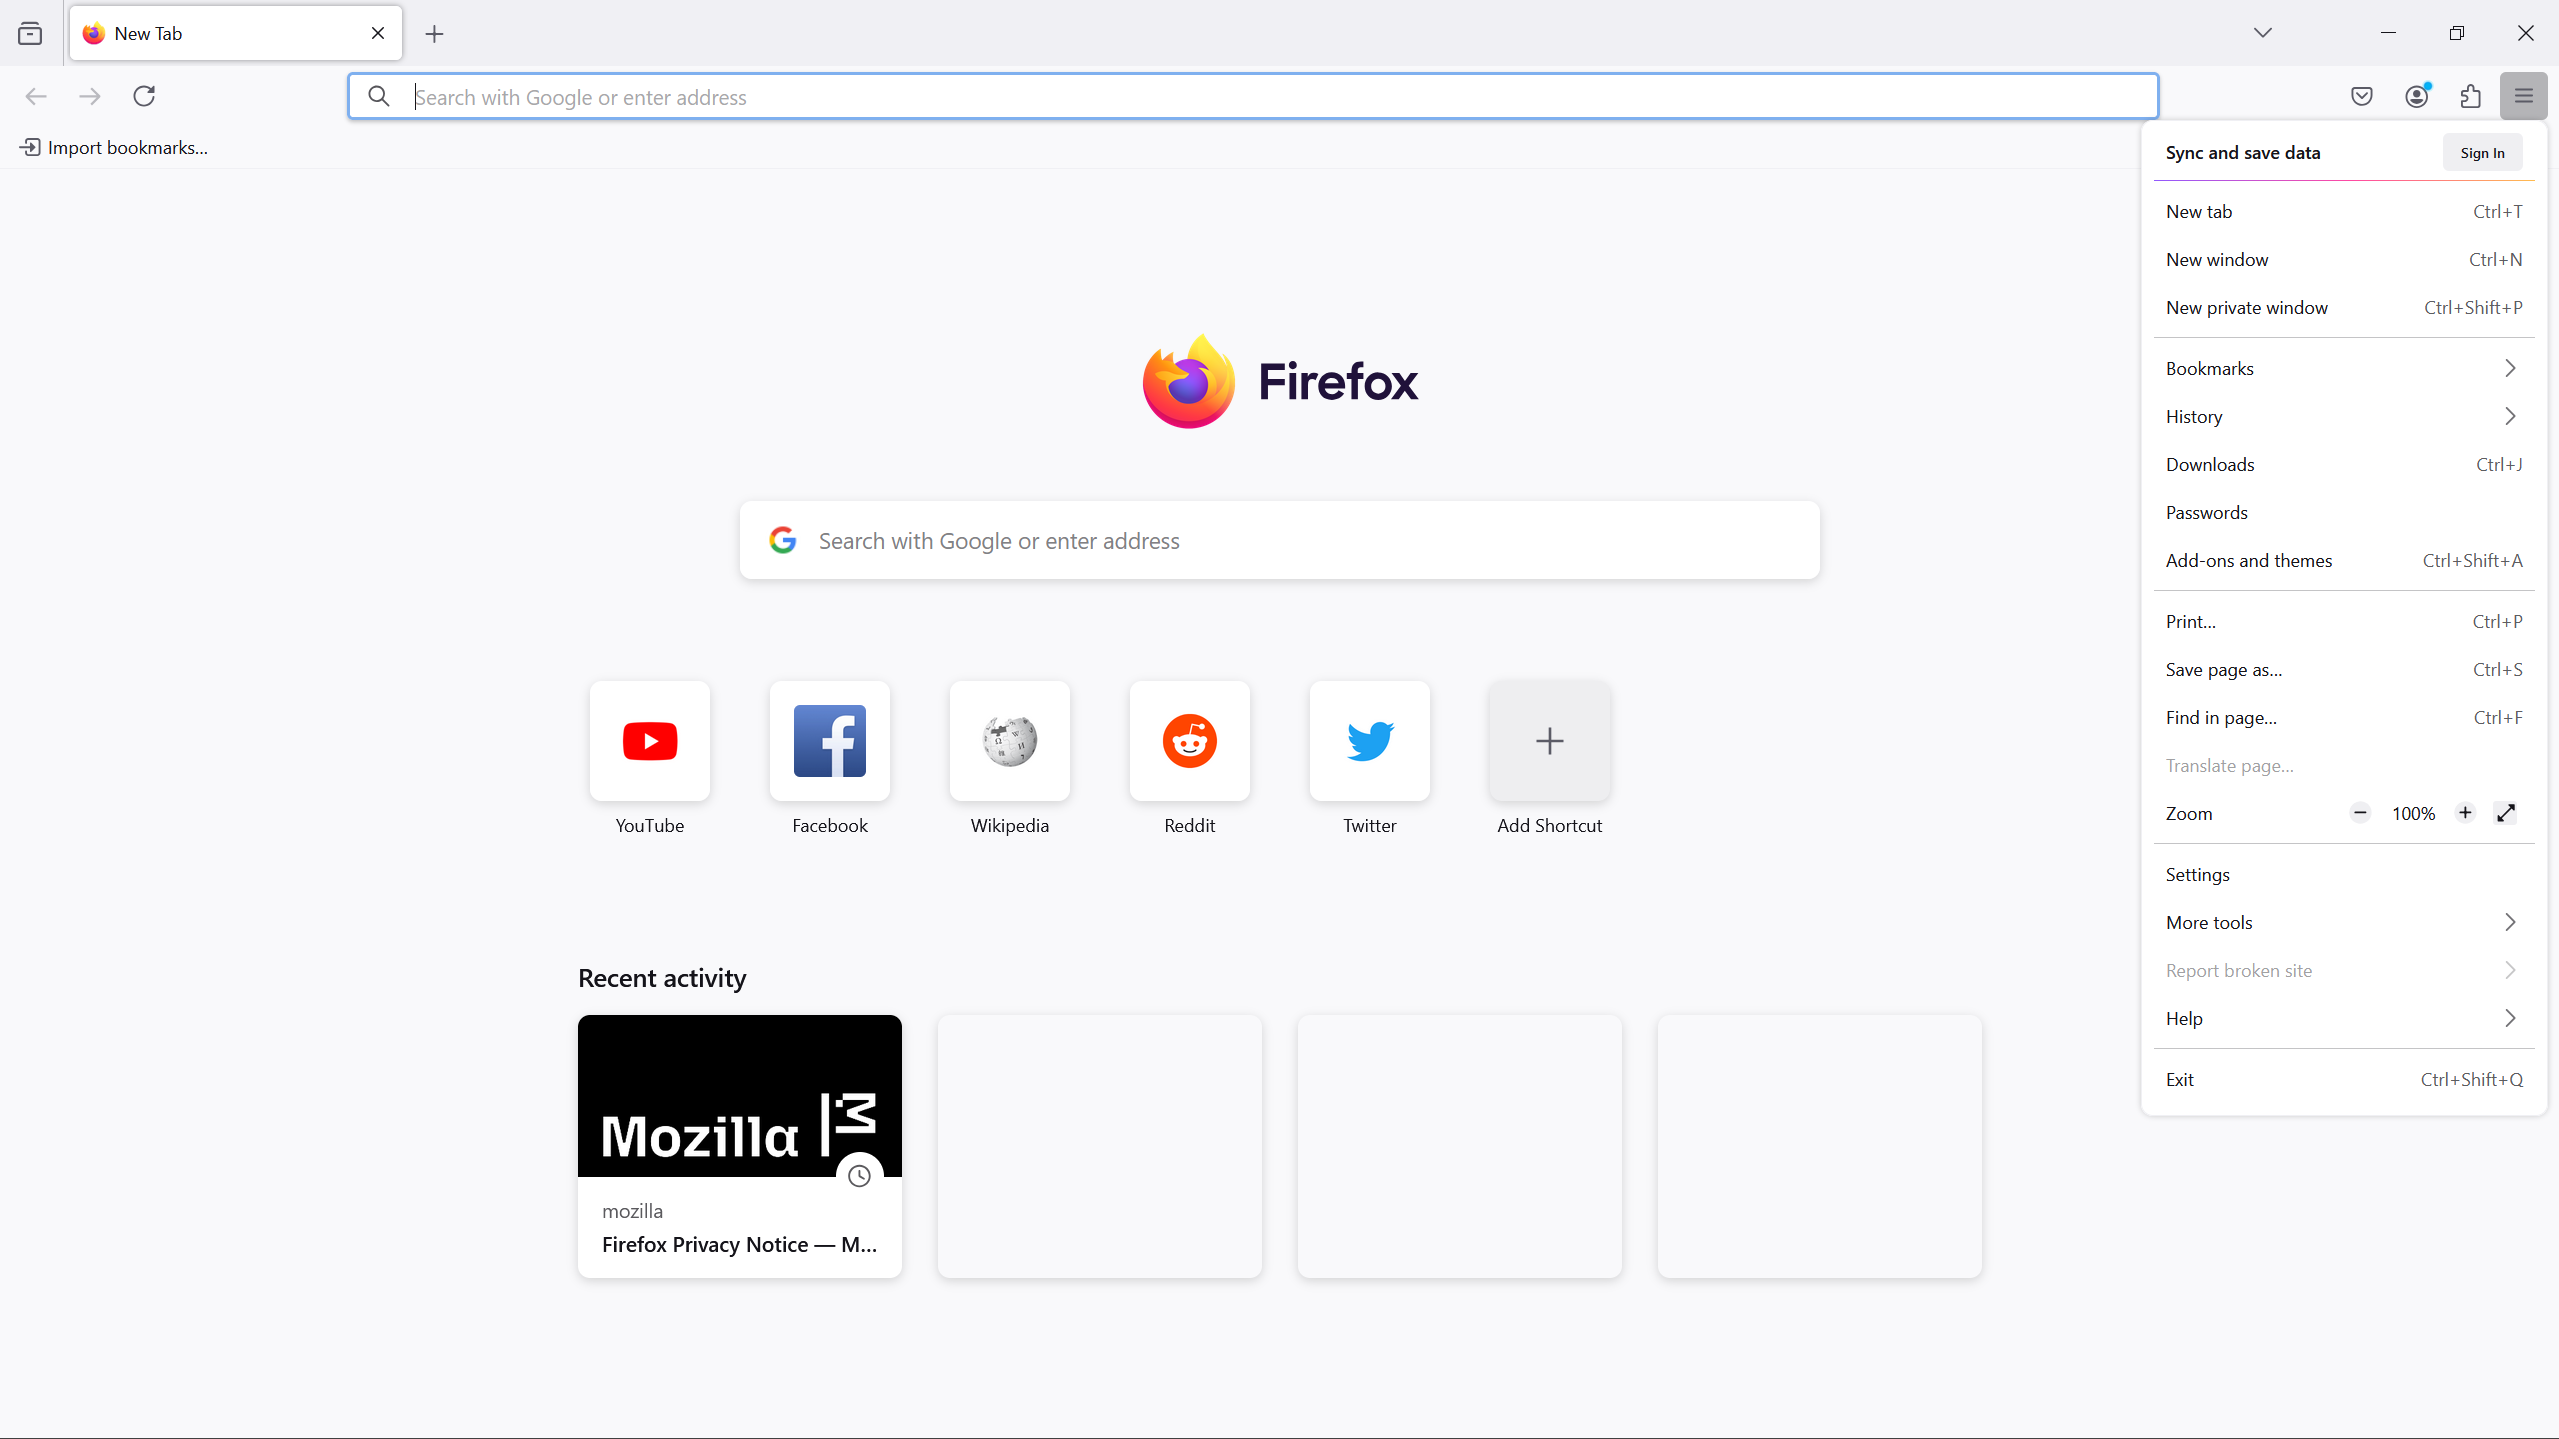 New Tab
Search with Google or enter address
Import bookmarks...
Sync and save data Sign In
New tab Ctrl+T
New window Ctrl+N
New private window Ctrl+Shift+P
Bookmarks
History
Downloads Ctrl+J
Passwords
Add-ons and themes Ctrl+Shift+A
Print... Ctrl+P
Save page as... Ctrl+S
Find in page... Ctrl+F
Translate page...
Zoom 100%
Settings
More tools
Report broken site
Help
Exit Ctrl+Shift+Q
Firefox
Search with Google or enter address
YouTube
Facebook
Wikipedia
Reddit
Twitter
Add Shortcut
Recent activity
Mozilla
mozilla
Firefox Privacy Notice — M...